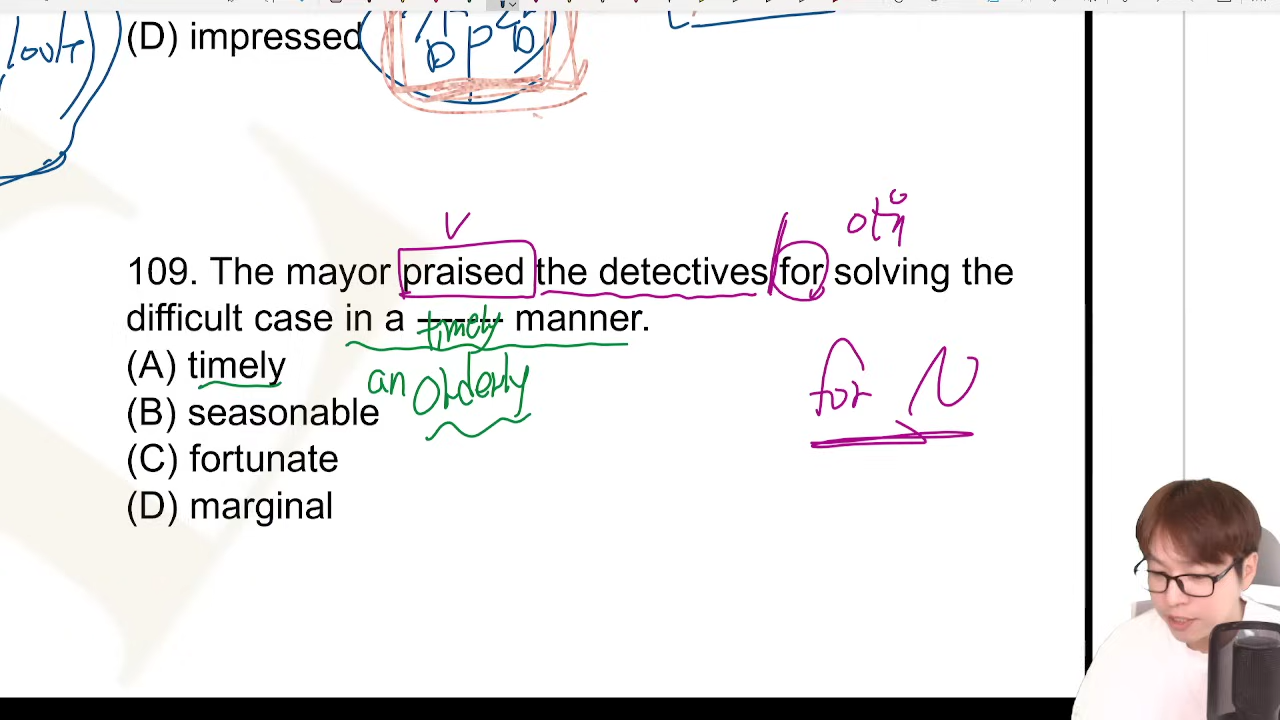 (D) impressed
V
109. The mayor praised the detectives for solving the
difficult case in a timely manner.
(A) timely
an orderly
(B) seasonable
for N
(C) fortunate
(D) marginal